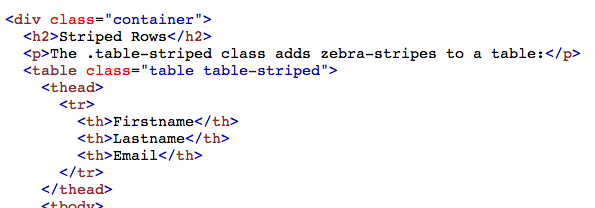 <div class="container">
<h2>Striped Rows</h2>
<p>The .table-striped class adds zebra-stripes to a table:</p>
<table class="table table-striped">
<thead>
<tr>
<th>Firstname</th>
<th>Lastname</th>
<th>Email</th>
</tr>
</thead>
<tbody>